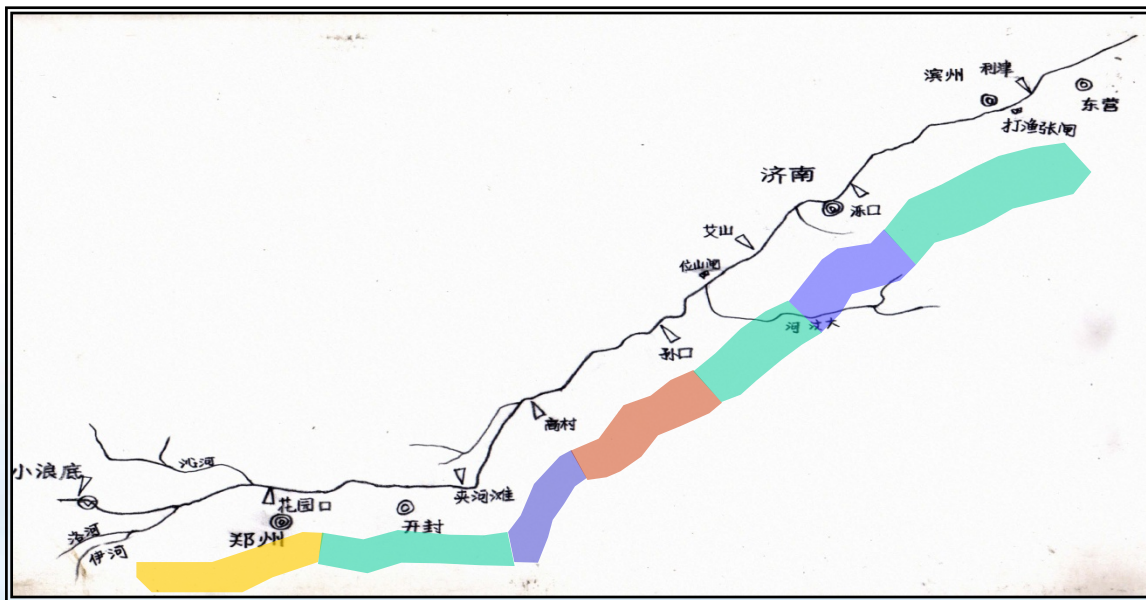 滨州
利津
东营
打渔张闸
济南
泺口
艾山
位山闸
河汶大
孙口
高村
沁河
小浪底
夹河滩
花园口
开封
郑州
洛河
伊河